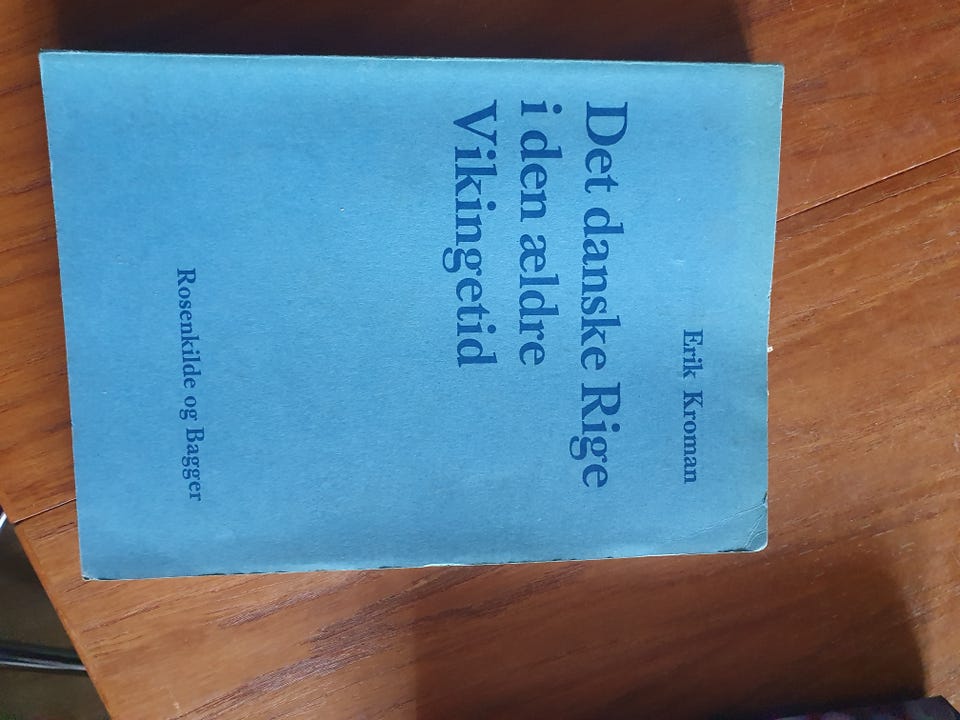 Erik Kroman
Det danske Rige
i den ældre
Vikingetid
Rosenkilde og Bagger